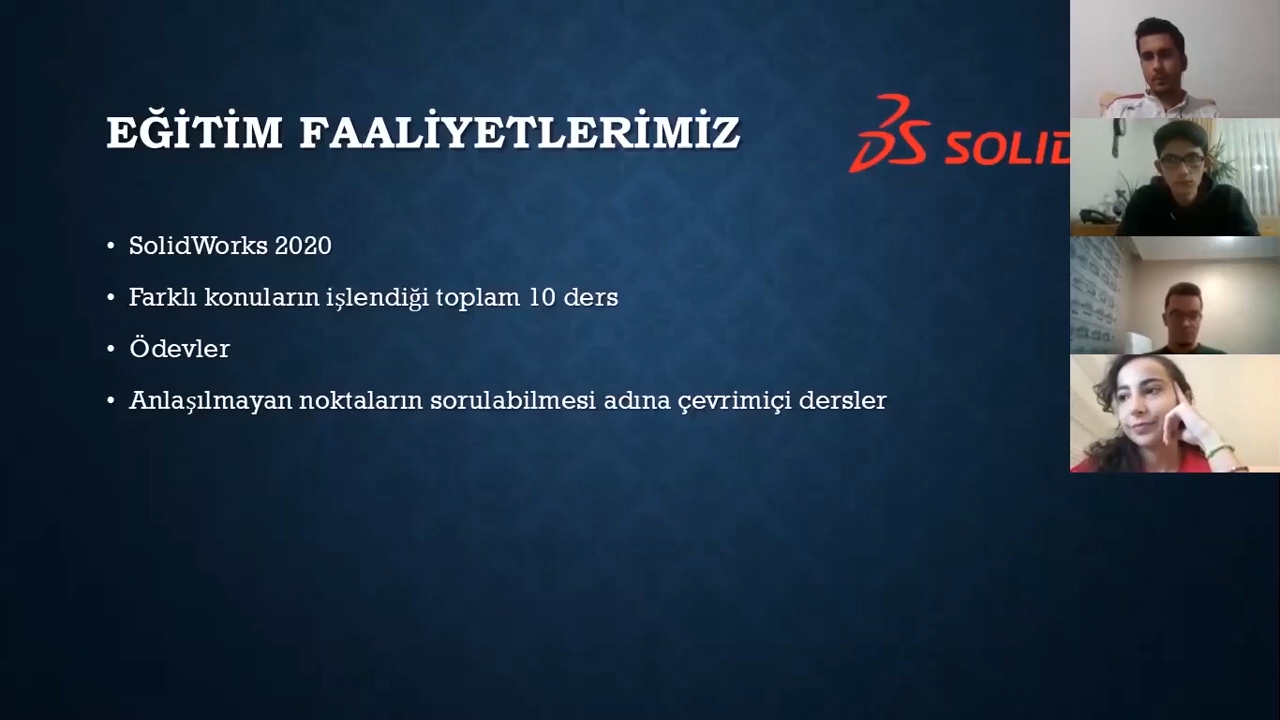 EĞİTİM FAALİYETLERİMİZ
SOLID
• SolidWorks 2020
• Farklı konuların işlendiği toplam 10 ders
• Ödevler
• Anlaşılmayan noktaların sorulabilmesi adına çevrimiçi dersler